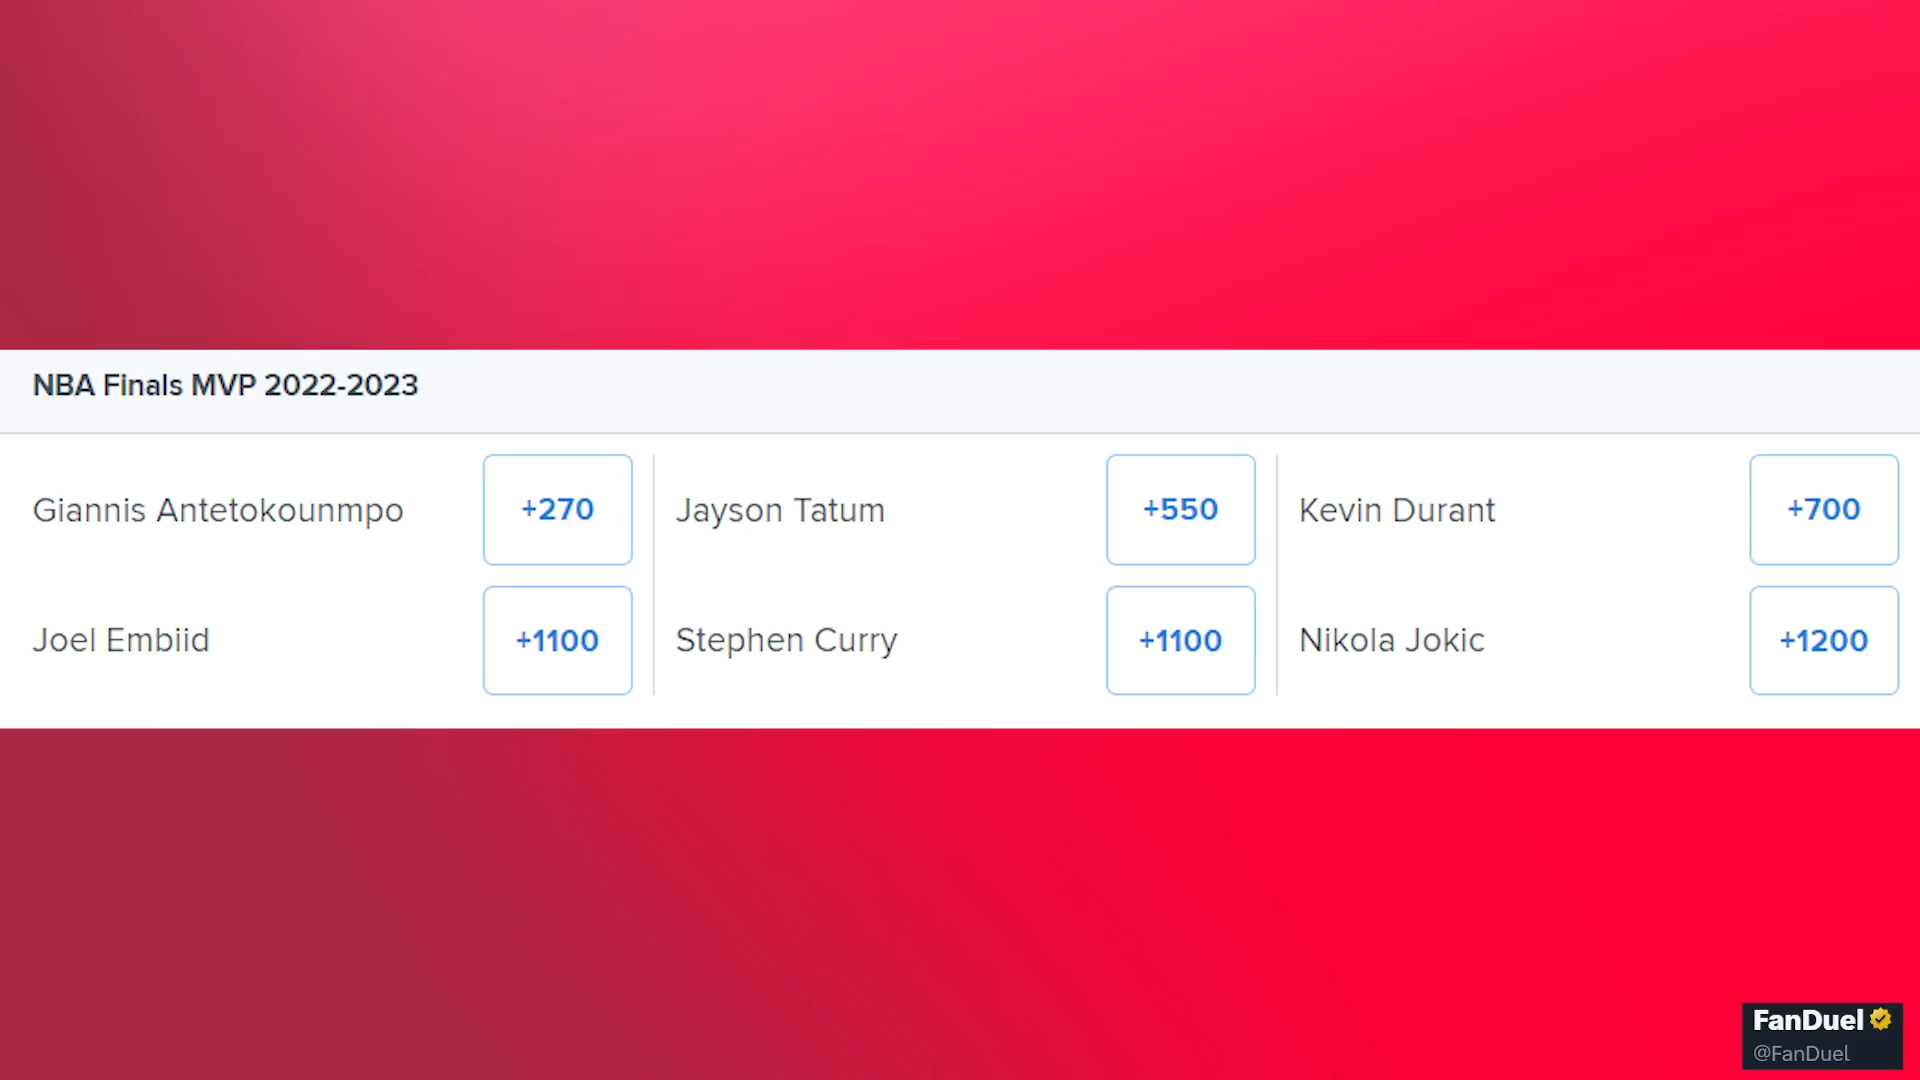 NBA Finals MVP 2022-2023
Giannis Antetokounmpo +270 Jayson Tatum +550 Kevin Durant +700
Joel Embiid +1100 Stephen Curry +1100 Nikola Jokic +1200
FanDuel
@FanDuel